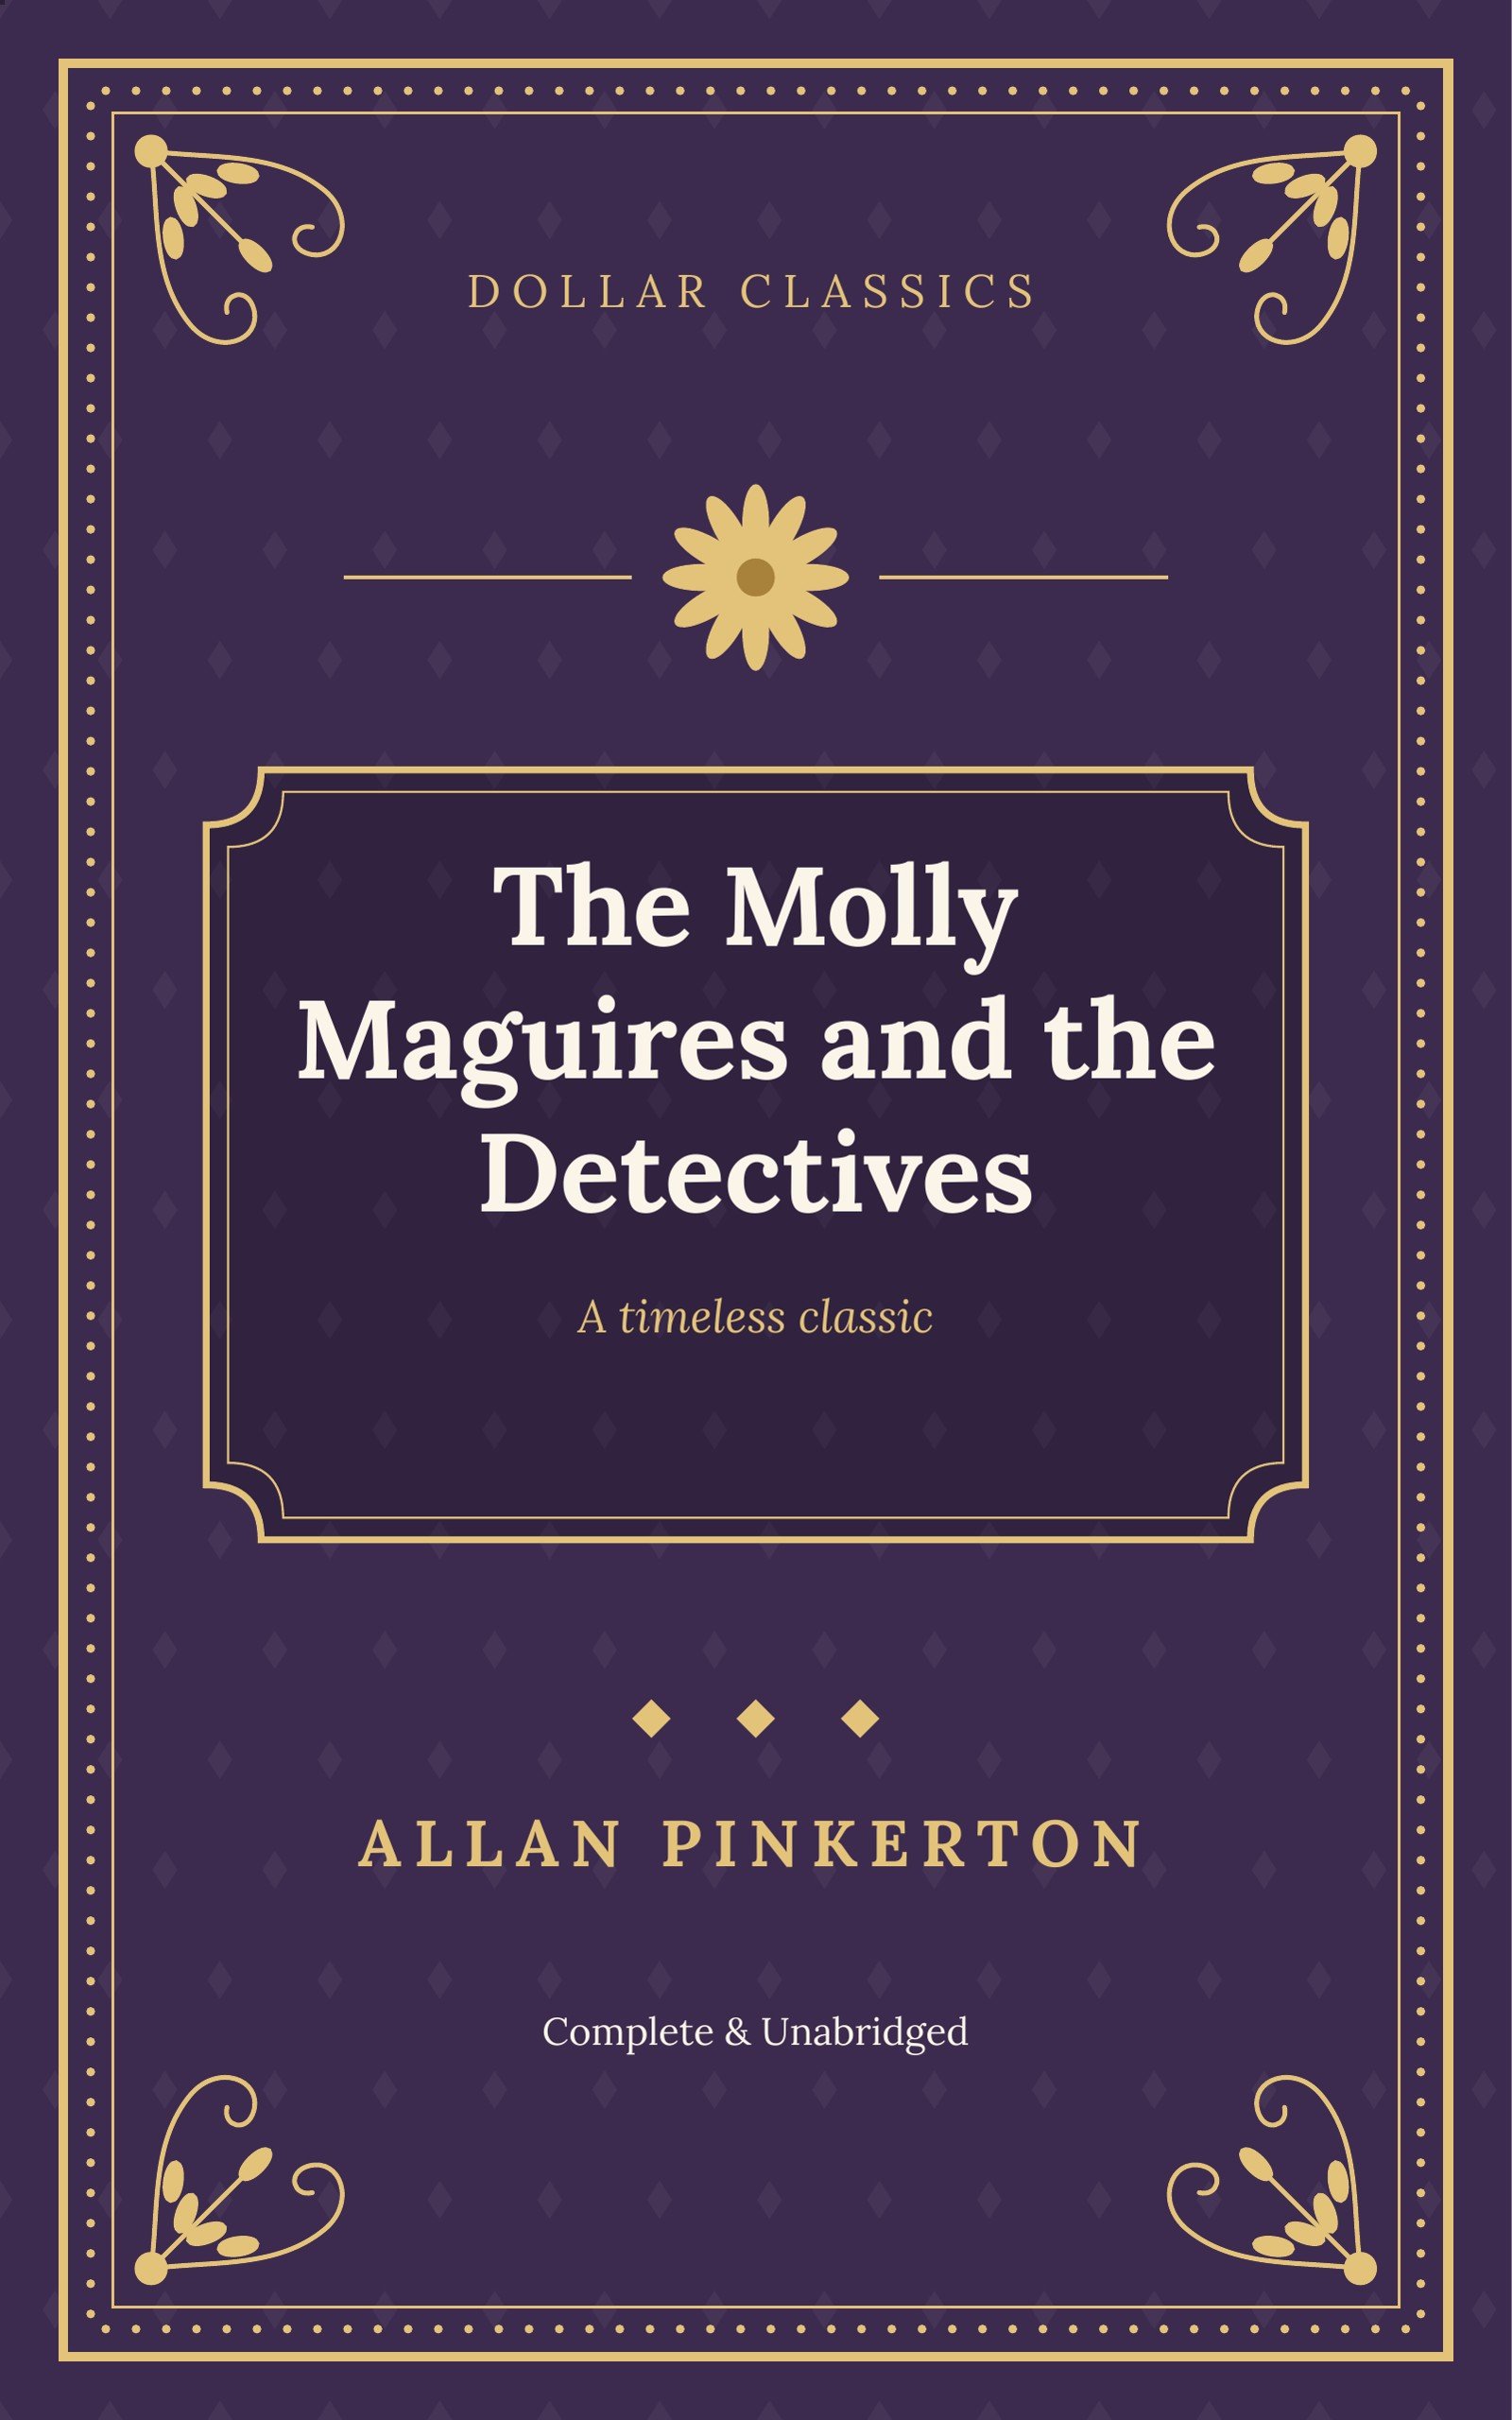 DOLLAR CLASSICS
The Molly
Maguires and the
Detectives
A timeless classic
ALLAN PINKERTON
Complete & Unabridged